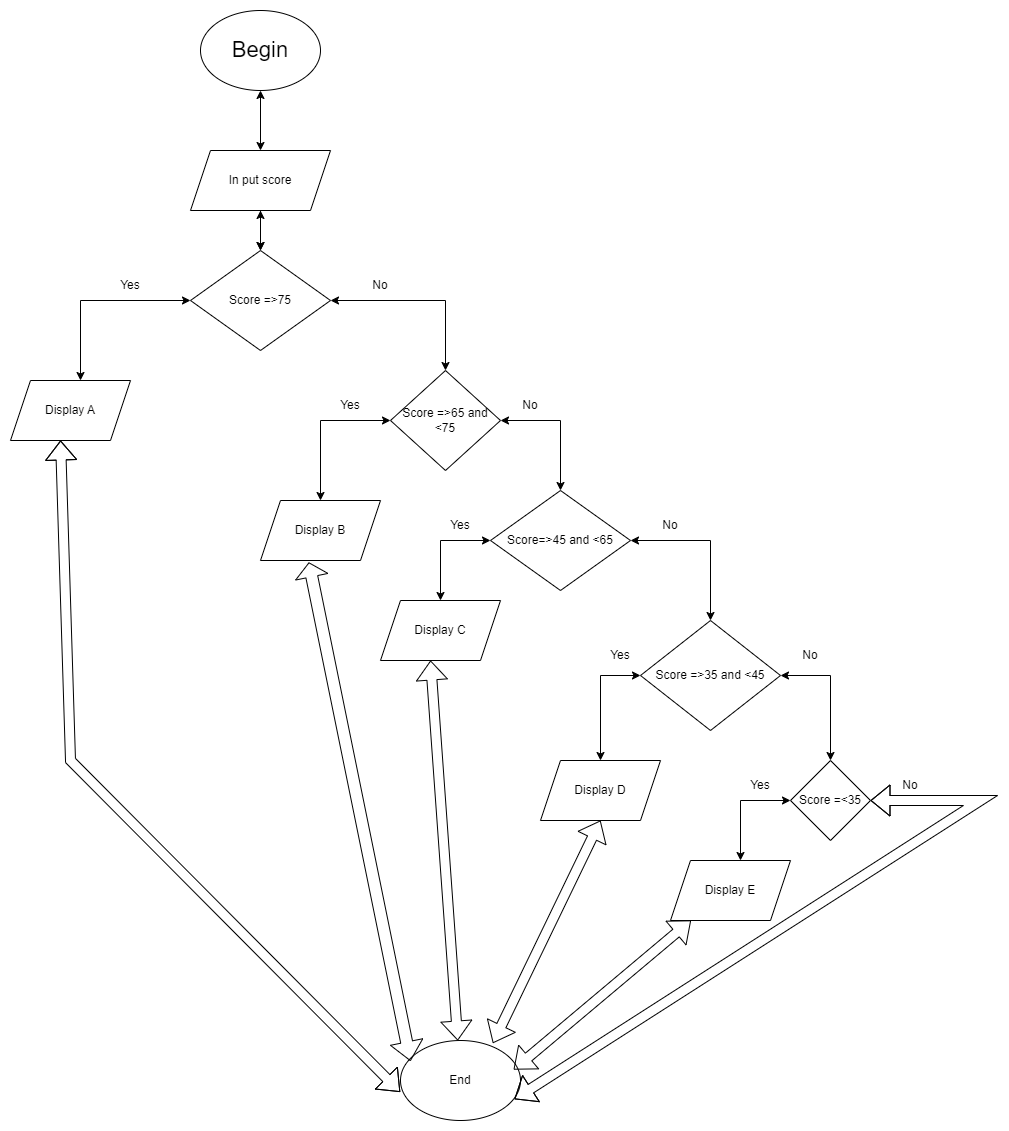 Begin
In put score
Yes
Score =>75
No
Display A
Yes
Score =>65 and
<75
No
Display B
Yes
Score=>45 and <65
No
Display C
Yes
Score =>35 and <45
No
Display D
Yes
Score =<35
No
Display E
End